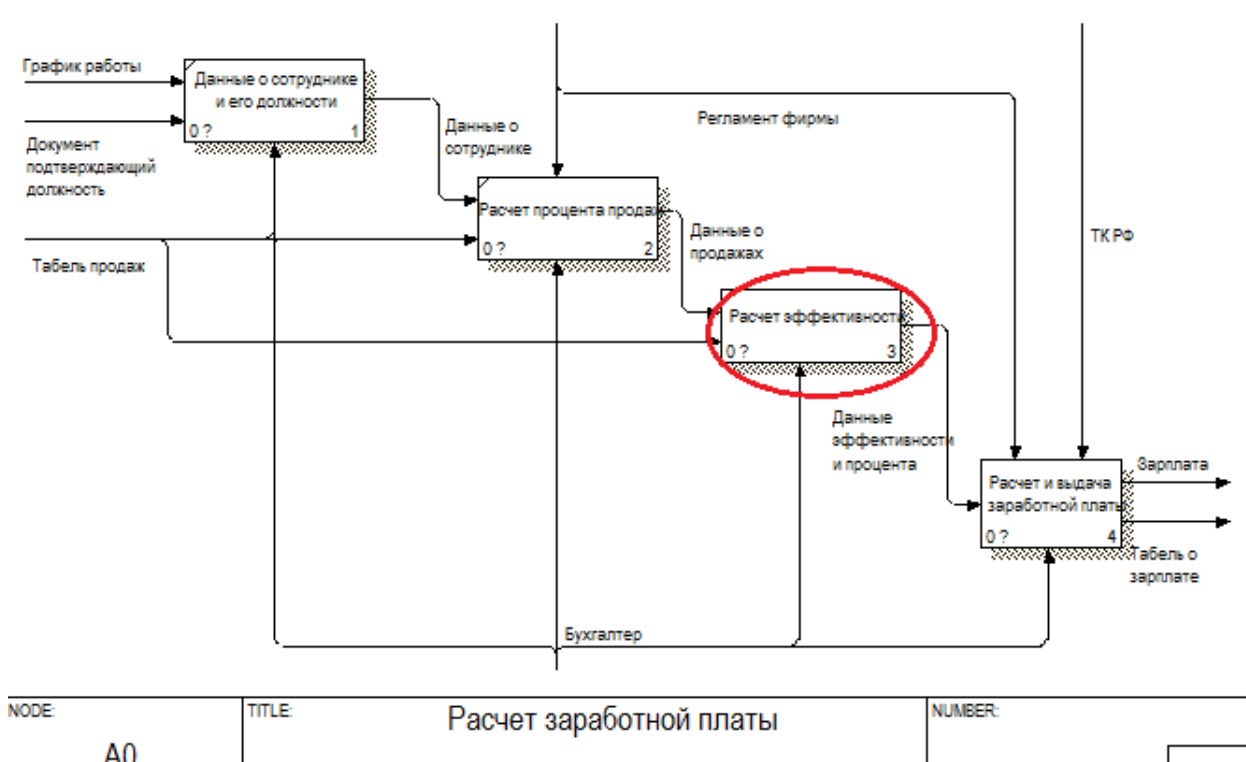 График работы
Документ
подтверждающий
должность
Данные о сотруднике
и его должности
0 ?
1
Данные о
сотруднике
Регламент фирмы
ТК РФ
Табель продаж
Расчет процента продаж
0 ?
2
Данные о
продажах
Расчет эффективности
0 ?
3
Данные
эффективности
и процента
Расчет и выдача
заработной платы
0 ?
4
Зарплата
Табель о
зарплате
Бухгалтер
NODE:
A0
TITLE:
Расчет заработной платы
NUMBER: